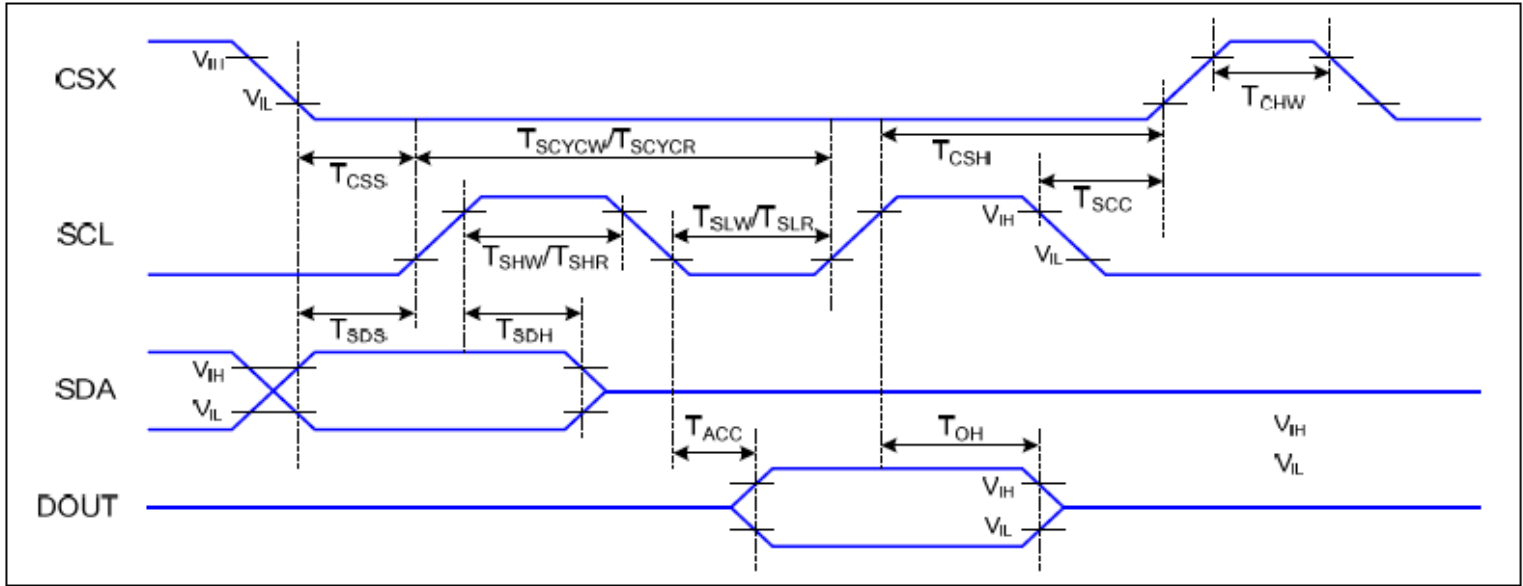 CSX
VIH
VIL
TCHW
TSCYCW/TSCYCR
TCSS
TCSH
TSCC
SCL
TSHW/TSHR
TSLW/TSLR
VIH
VIL
TSDS
TSDH
SDA
VIH
VIL
TACC
TOH
VIH
VIL
DOUT
VIH
VIL